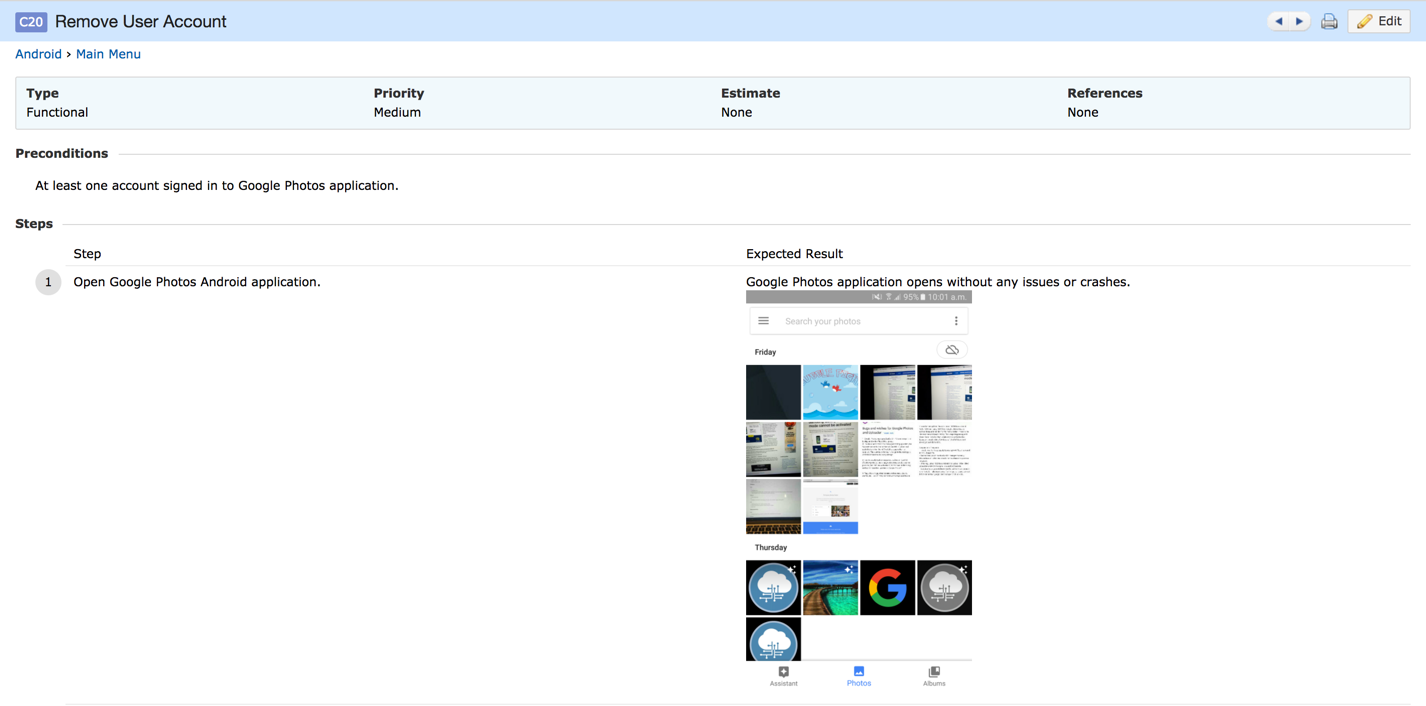 C20 Remove User Account
Edit
Android › Main Menu
Type Priority Estimate References
Functional Medium None None
Preconditions
At least one account signed in to Google Photos application.
Steps
Step Expected Result
1 Open Google Photos Android application. Google Photos application opens without any issues or crashes.
95% 10:01 a.m.
Search your photos
Friday
Thursday
Assistant Photos Albums